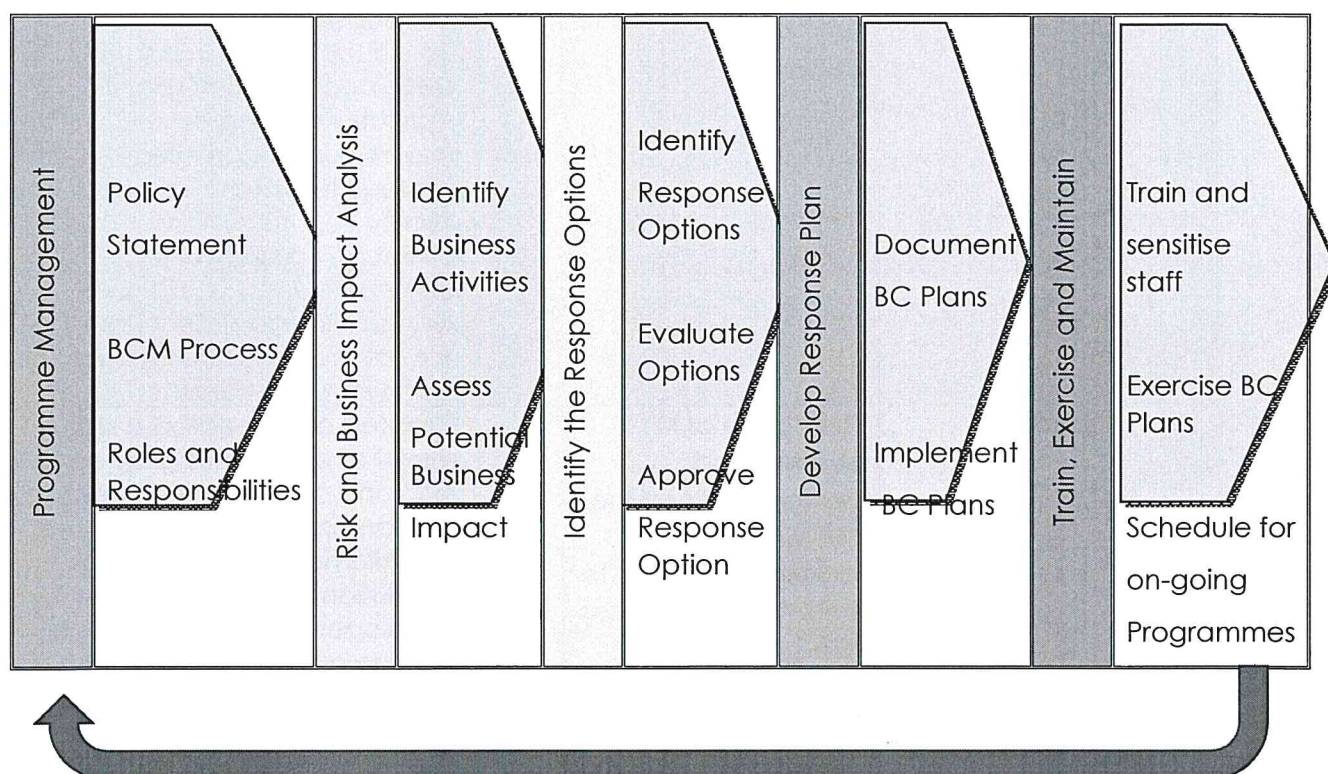 Programme Management
Policy
Statement
BCM Process
Roles and
Responsibilities
Risk and Business Impact Analysis
Identify
Business
Activities
Assess
Potential
Business
Impact
Identify the Response Options
Identify
Response
Options
Evaluate
Options
Approve
Response
Option
Develop Response Plan
Document
BC Plans
Implement
BC Plans
Train, Exercise and Maintain
Train and
sensitise
staff
Exercise BC
Plans
Schedule for
on-going
Programmes